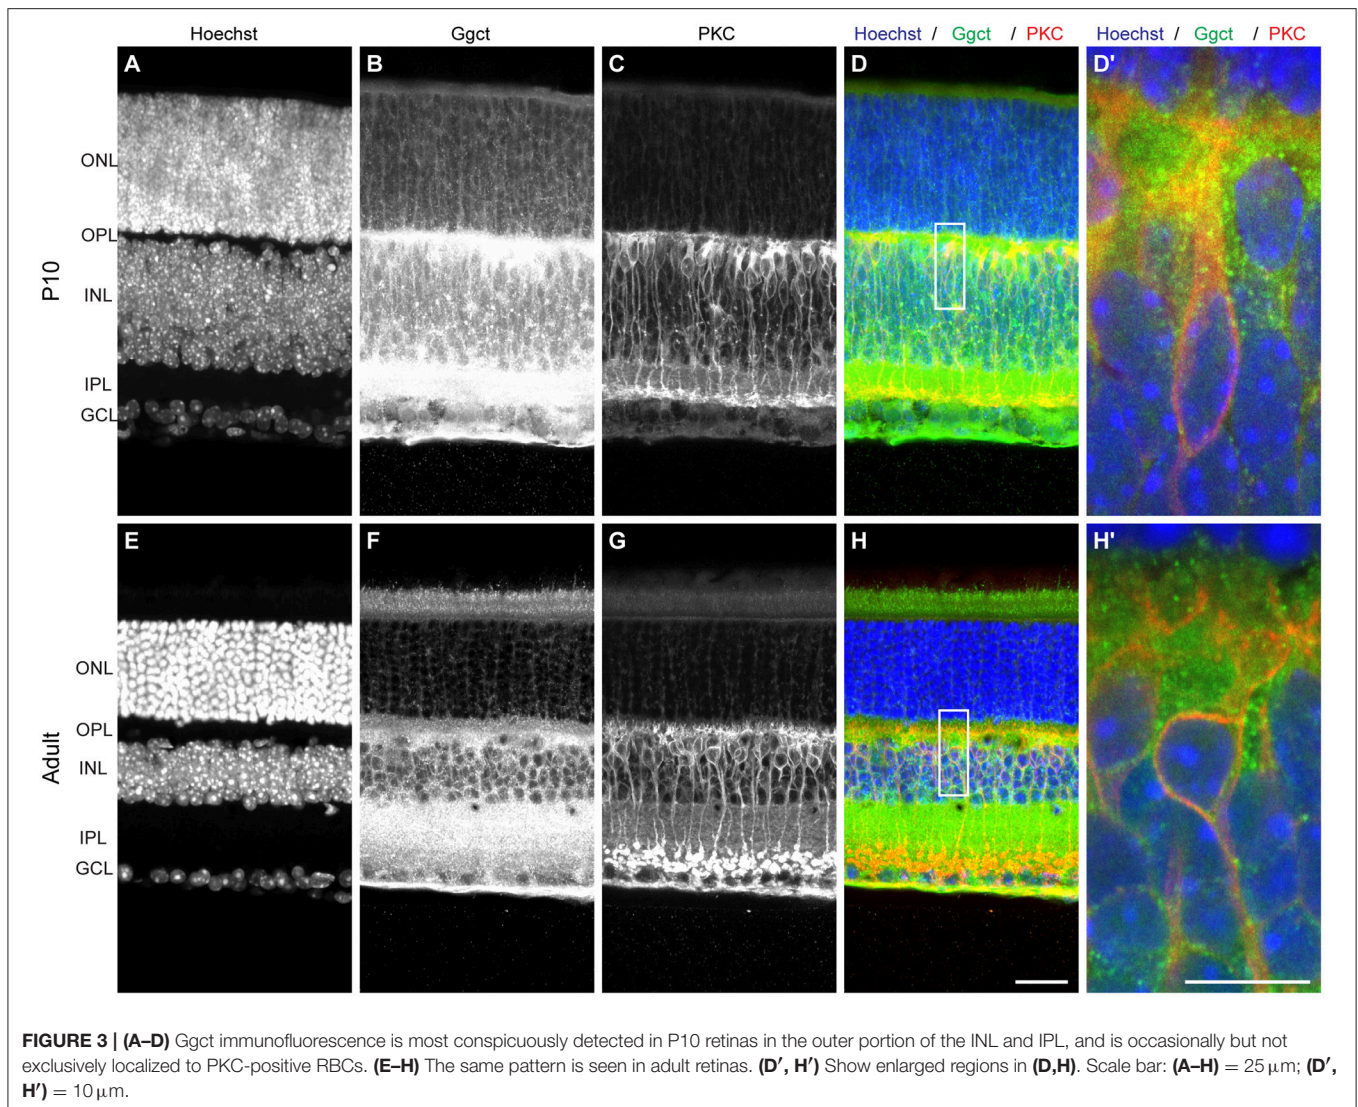 Hoechst
Ggct
PKC
Hoechst / Ggct / PKC
Hoechst / Ggct / PKC
A
B
C
D
D'
P10
ONL
OPL
INL
IPL
GCL
E
F
G
H
H'
Adult
ONL
OPL
INL
IPL
GCL
FIGURE 3 | (A–D) Ggct immunofluorescence is most conspicuously detected in P10 retinas in the outer portion of the INL and IPL, and is occasionally but not
exclusively localized to PKC-positive RBCs. (E–H) The same pattern is seen in adult retinas. (D′, H′) Show enlarged regions in (D,H). Scale bar: (A–H) = 25 μm; (D′,
H′) = 10 μm.